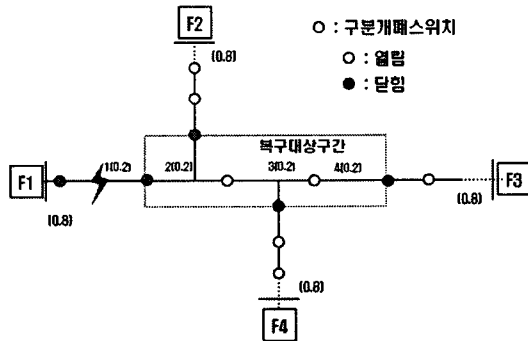 F2
(0.8)
O : 구분개폐스위치
O : 열림
● : 닫힘
복구대상구간
F1
1(0.2)
2(0.2)
3(0.2)
4(0.2)
F3
(0.8)
(0.8)
(0.8)
F4